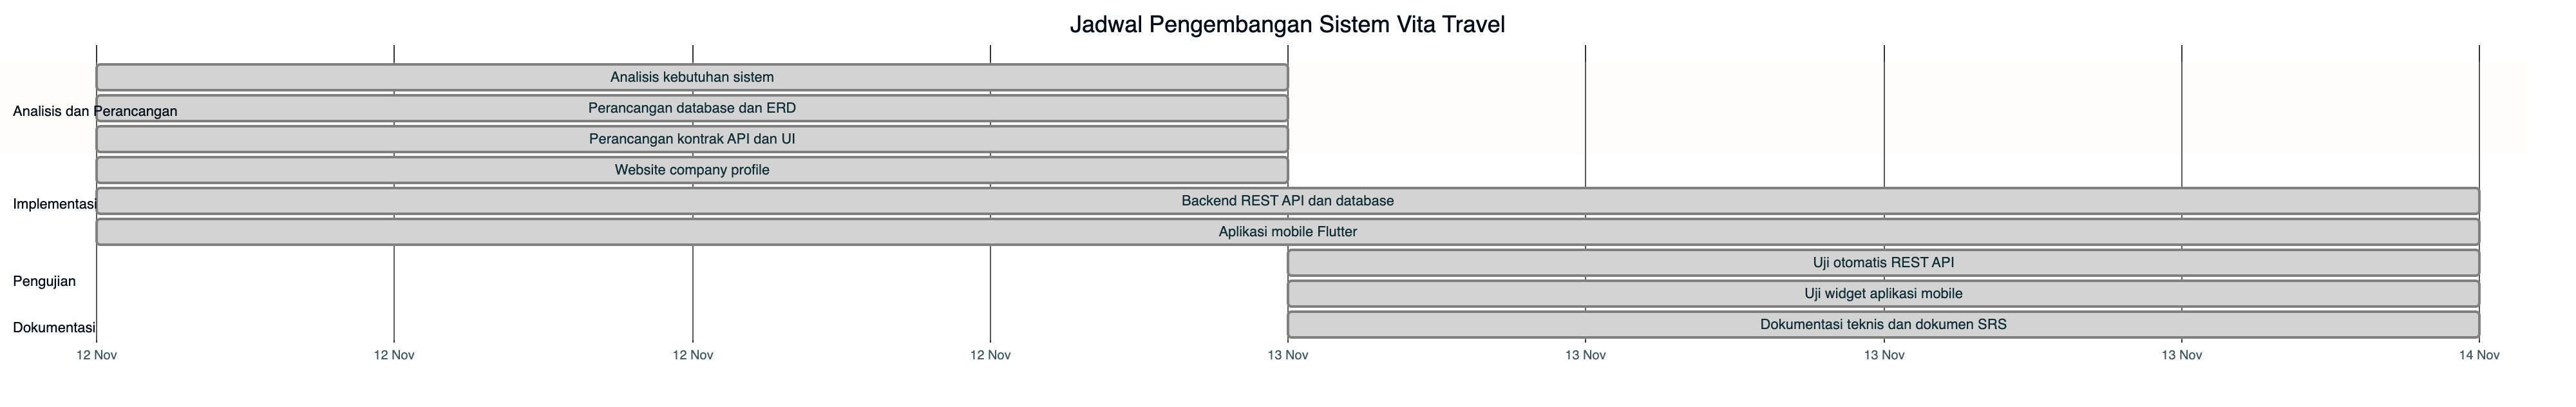 Jadwal Pengembangan Sistem Vita Travel
Analisis dan Perancangan
Analisis kebutuhan sistem
Perancangan database dan ERD
Perancangan kontrak API dan UI
Implementasi
Website company profile
Backend REST API dan database
Aplikasi mobile Flutter
Pengujian
Uji otomatis REST API
Uji widget aplikasi mobile
Dokumentasi
Dokumentasi teknis dan dokumen SRS
12 Nov 12 Nov 12 Nov 12 Nov 13 Nov 13 Nov 13 Nov 13 Nov 14 Nov